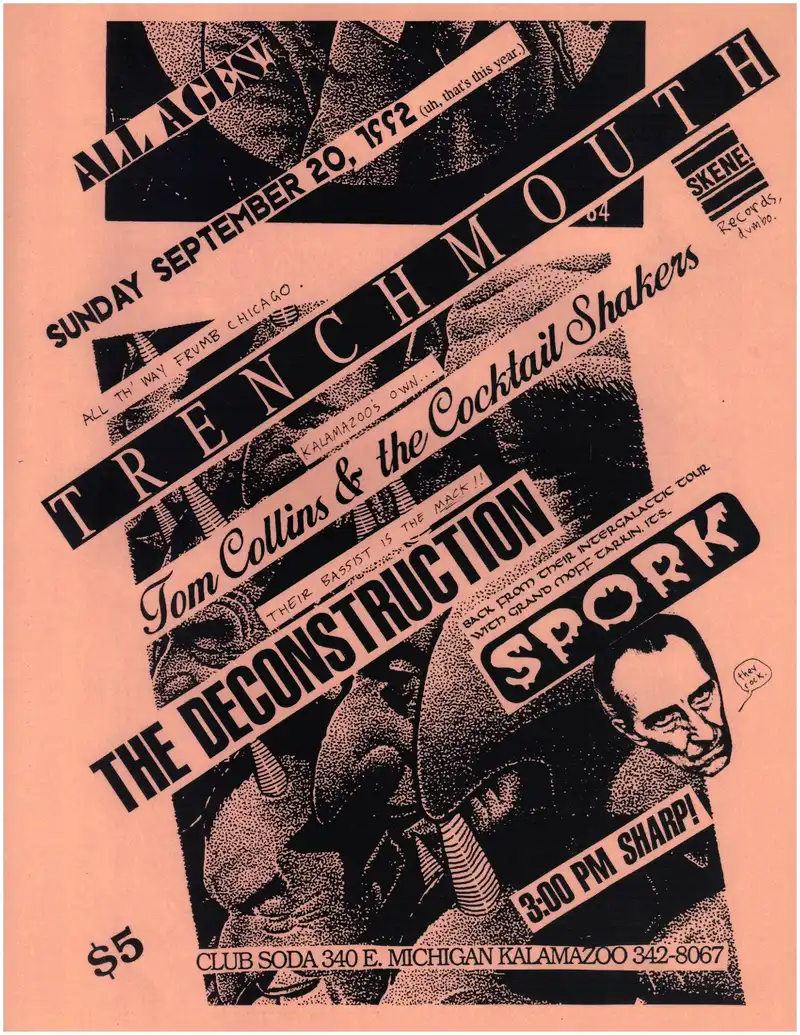 ALL AGES!
SUNDAY SEPTEMBER 20, 1992 (uh, that's this year.)
64
SKENE!
Records,
dumbo.
ALL TH' WAY FRUMB CHICAGO.
TRENCHMOUTH
KALAMAZOO'S OWN...
Tom Collins & the Cocktail Shakers
THEIR BASSIST IS THE MACK!!
THE DECONSTRUCTION
BACK FROM THEIR INTERGALACTIC TOUR
WITH GRAND MOFF TARKIN, IT'S...
SPORK
they
rock.
3:00 PM SHARP!
$5
CLUB SODA 340 E. MICHIGAN KALAMAZOO 342-8067